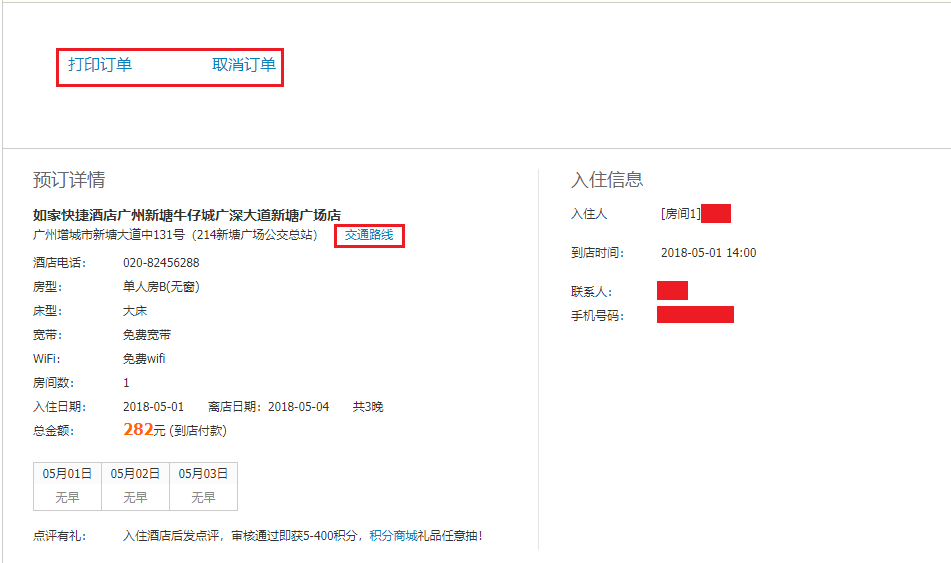 打印订单 取消订单
预订详情
如家快捷酒店广州新塘牛仔城广深大道新塘广场店
广州增城市新塘大道中131号（214新塘广场公交总站） 交通路线
酒店电话： 020-82456288
房型： 单人房B(无窗)
床型： 大床
宽带： 免费宽带
WiFi： 免费wifi
房间数： 1
入住日期： 2018-05-01 离店日期：2018-05-04 共3晚
总金额： 282元 (到店付款)
05月01日 05月02日 05月03日
无早 无早 无早
点评有礼： 入住酒店后发点评，审核通过即获5-400积分，积分商城礼品任意抽！
入住信息
入住人 [房间1]
到店时间： 2018-05-01 14:00
联系人：
手机号码：